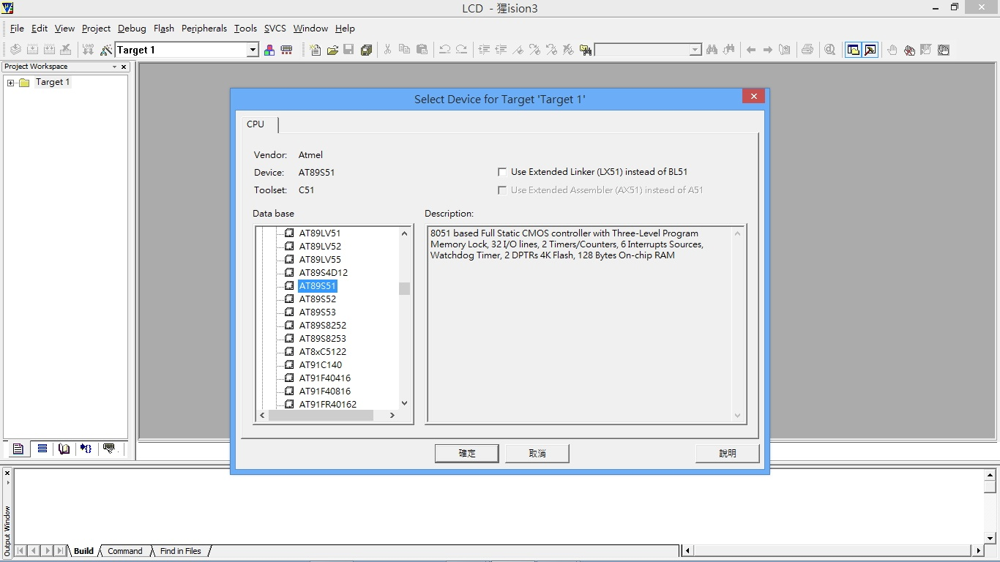 LCD - 猩ision3
File Edit View Project Debug Flash Peripherals Tools SVCS Window Help
LOAD
Target 1
Project Workspace
Target 1
Select Device for Target 'Target 1'
CPU
Vendor: Atmel
Device: AT89S51
Toolset: C51
Use Extended Linker (LX51) instead of BL51
Use Extended Assembler (AX51) instead of A51
Data base
AT89LV51
AT89LV52
AT89LV55
AT89S4D12
AT89S51
AT89S52
AT89S53
AT89S8252
AT89S8253
AT8xC5122
AT91C140
AT91F40416
AT91F40816
AT91FR40162
Description:
8051 based Full Static CMOS controller with Three-Level Program
Memory Lock, 32 I/O lines, 2 Timers/Counters, 6 Interrupts Sources,
Watchdog Timer, 2 DPTRs 4K Flash, 128 Bytes On-chip RAM
確定 取消 說明
Output Window
Build Command Find in Files